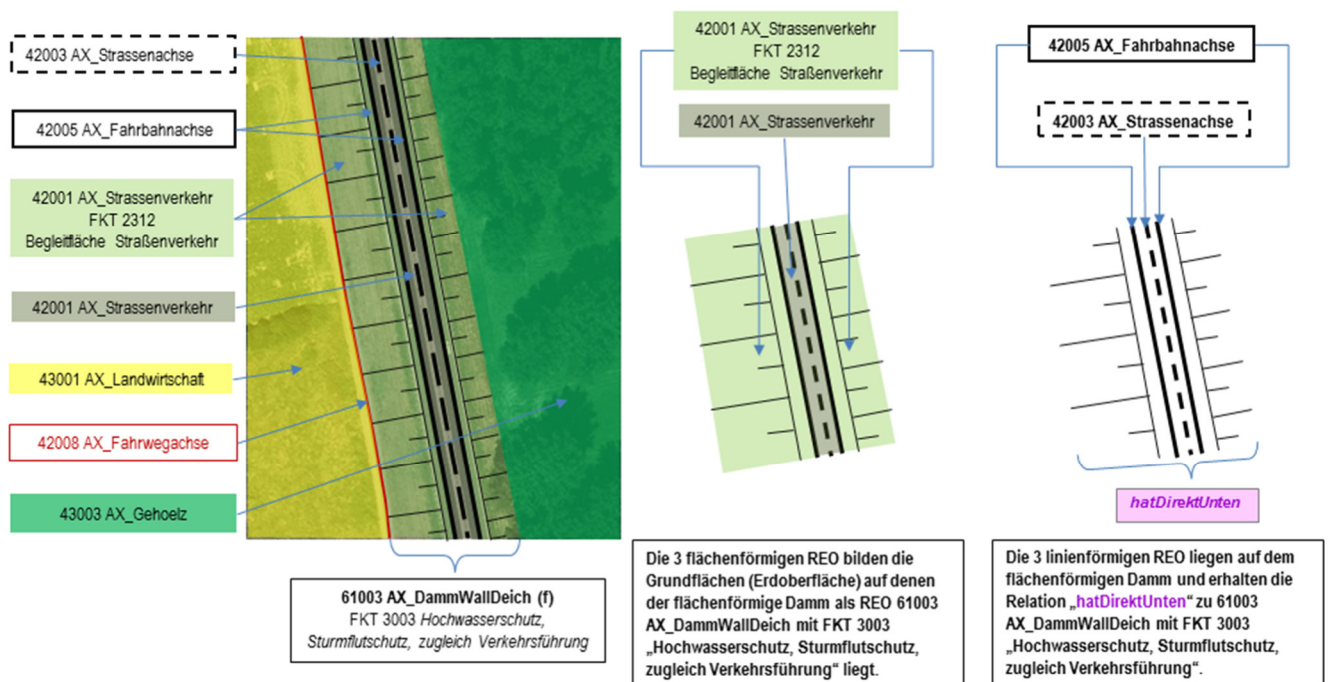 42003 AX_Strassenachse
42005 AX_Fahrbahnachse
42001 AX_Strassenverkehr
FKT 2312
Begleitfläche Straßenverkehr
42001 AX_Strassenverkehr
43001 AX_Landwirtschaft
42008 AX_Fahrwegachse
43003 AX_Gehoelz
61003 AX_DammWallDeich (f)
FKT 3003 Hochwasserschutz,
Sturmflutschutz, zugleich Verkehrsführung
42001 AX_Strassenverkehr
FKT 2312
Begleitfläche Straßenverkehr
42001 AX_Strassenverkehr
Die 3 flächenförmigen REO bilden die
Grundflächen (Erdoberfläche) auf denen
der flächenförmige Damm als REO 61003
AX_DammWallDeich mit FKT 3003
„Hochwasserschutz, Sturmflutschutz,
zugleich Verkehrsführung“ liegt.
42005 AX_Fahrbahnachse
42003 AX_Strassenachse
hatDirektUnten
Die 3 linienförmigen REO liegen auf dem
flächenförmigen Damm und erhalten die
Relation „hatDirektUnten“ zu 61003
AX_DammWallDeich mit FKT 3003
„Hochwasserschutz, Sturmflutschutz,
zugleich Verkehrsführung“.